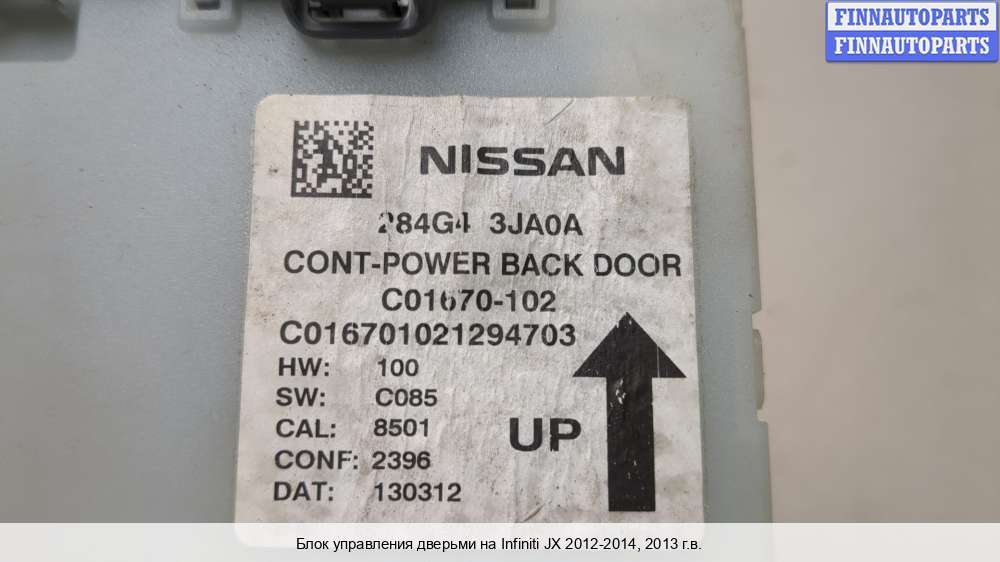 FINNAUTOPARTS
FINNAUTOPARTS
NISSAN
284G4 3JA0A
CONT-POWER BACK DOOR
C01670-102
C016701021294703
HW: 100
SW: C085
CAL: 8501
CONF: 2396
DAT: 130312
UP
Блок управления дверьми на Infiniti JX 2012-2014, 2013 г.в.